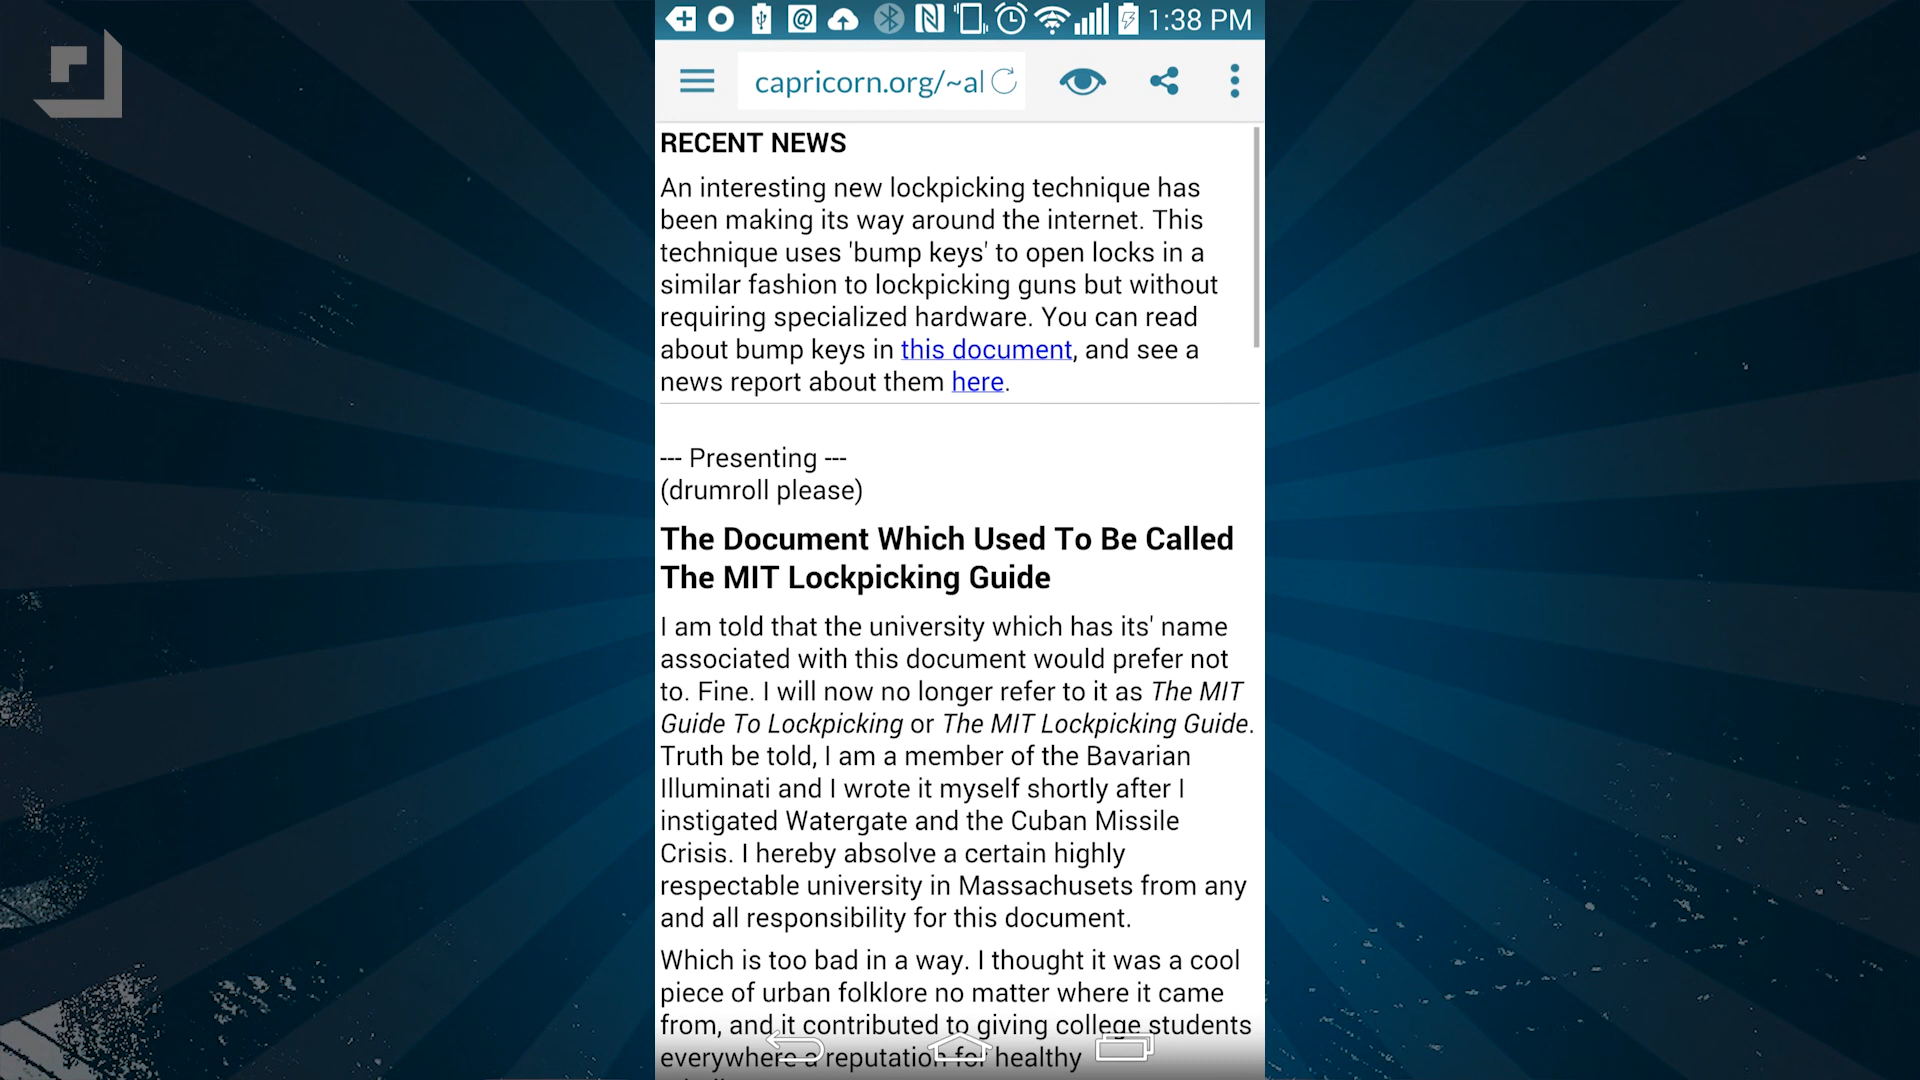 1:38 PM
capricorn.org/~al
RECENT NEWS
An interesting new lockpicking technique has
been making its way around the internet. This
technique uses 'bump keys' to open locks in a
similar fashion to lockpicking guns but without
requiring specialized hardware. You can read
about bump keys in this document, and see a
news report about them here.
--- Presenting ---
(drumroll please)
The Document Which Used To Be Called
The MIT Lockpicking Guide
I am told that the university which has its' name
associated with this document would prefer not
to. Fine. I will now no longer refer to it as The MIT
Guide To Lockpicking or The MIT Lockpicking Guide.
Truth be told, I am a member of the Bavarian
Illuminati and I wrote it myself shortly after I
instigated Watergate and the Cuban Missile
Crisis. I hereby absolve a certain highly
respectable university in Massachusets from any
and all responsibility for this document.
Which is too bad in a way. I thought it was a cool
piece of urban folklore no matter where it came
from, and it contributed to giving college students
everywhere a reputation for healthy